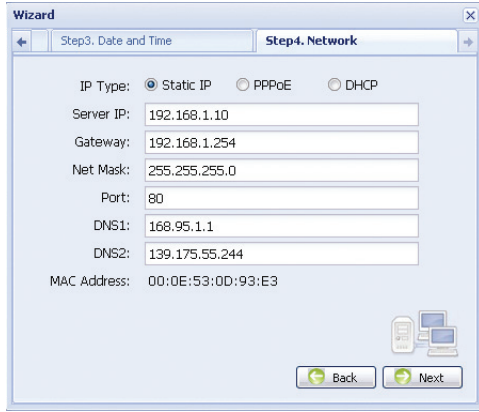 Wizard
Step3. Date and Time Step4. Network
IP Type: Static IP PPPoE DHCP
Server IP: 192.168.1.10
Gateway: 192.168.1.254
Net Mask: 255.255.255.0
Port: 80
DNS1: 168.95.1.1
DNS2: 139.175.55.244
MAC Address: 00:0E:53:0D:93:E3
Back Next